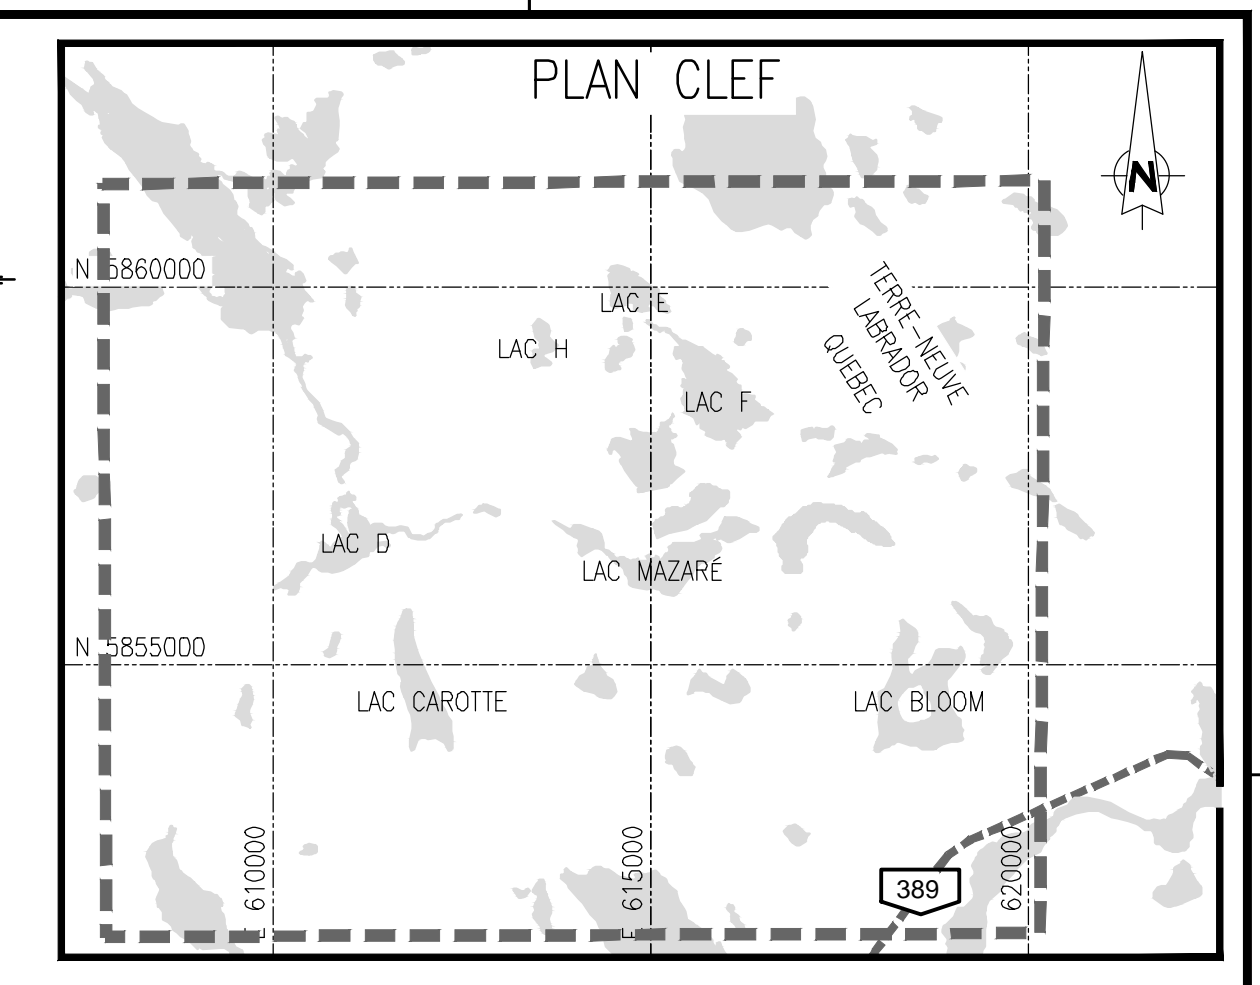 PLAN CLEF
N
N 5860000
LAC E
TERRE-NEUVE
LABRADOR
QUEBEC
LAC H
LAC F
LAC D
LAC MAZARÉ
N 5855000
LAC CAROTTE
LAC BLOOM
E 610000
E 615000
620000
389